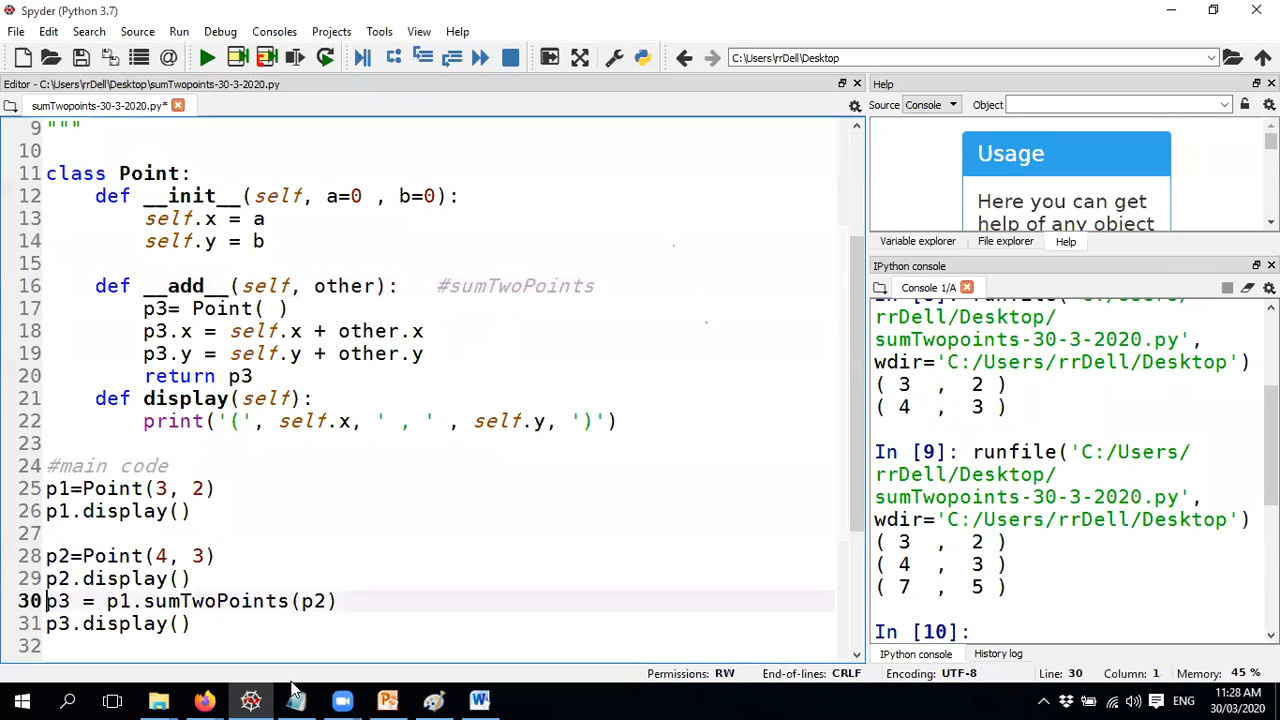 Spyder (Python 3.7)
File Edit Search Source Run Debug Consoles Projects Tools View Help
C:\Users\rrDell\Desktop
Editor - C:\Users\rrDell\Desktop\sumTwopoints-30-3-2020.py
sumTwopoints-30-3-2020.py*
9 """
10
11 class Point:
12 def __init__(self, a=0 , b=0):
13 self.x = a
14 self.y = b
15
16 def __add__(self, other): #sumTwoPoints
17 p3= Point( )
18 p3.x = self.x + other.x
19 p3.y = self.y + other.y
20 return p3
21 def display(self):
22 print('(', self.x, ' , ' , self.y, ')')
23
24 #main code
25 p1=Point(3, 2)
26 p1.display()
27
28 p2=Point(4, 3)
29 p2.display()
30 p3 = p1.sumTwoPoints(p2)
31 p3.display()
32
Help
Source Console Object
Usage
Here you can get
help of any object
Variable explorer File explorer Help
IPython console
Console 1/A
rrDell/Desktop/
sumTwopoints-30-3-2020.py',
wdir='C:/Users/rrDell/Desktop')
( 3 , 2 )
( 4 , 3 )
In [9]: runfile('C:/Users/
rrDell/Desktop/
sumTwopoints-30-3-2020.py',
wdir='C:/Users/rrDell/Desktop')
( 3 , 2 )
( 4 , 3 )
( 7 , 5 )
In [10]:
IPython console History log
Permissions: RW End-of-lines: CRLF Encoding: UTF-8 Line: 30 Column: 1 Memory: 45 %
ENG
11:28 AM
30/03/2020